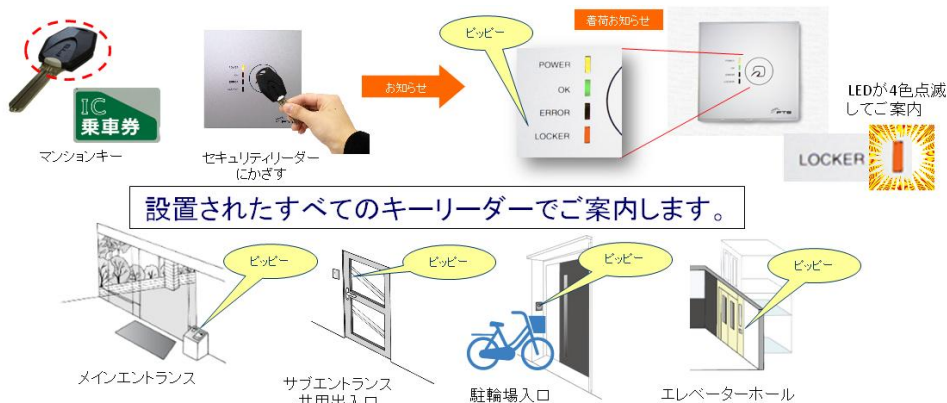 着荷お知らせ
ピッピー
POWER
OK
ERROR
LOCKER
お知らせ
IC
乗車券
LEDが4色点滅
してご案内
LOCKER
マンションキー
セキュリティリーダー
にかざす
設置されたすべてのキーリーダーでご案内します。
ピッピー
ピッピー
ピッピー
ピッピー
メインエントランス
サブエントランス
共用出入口
駐輪場入口
エレベーターホール